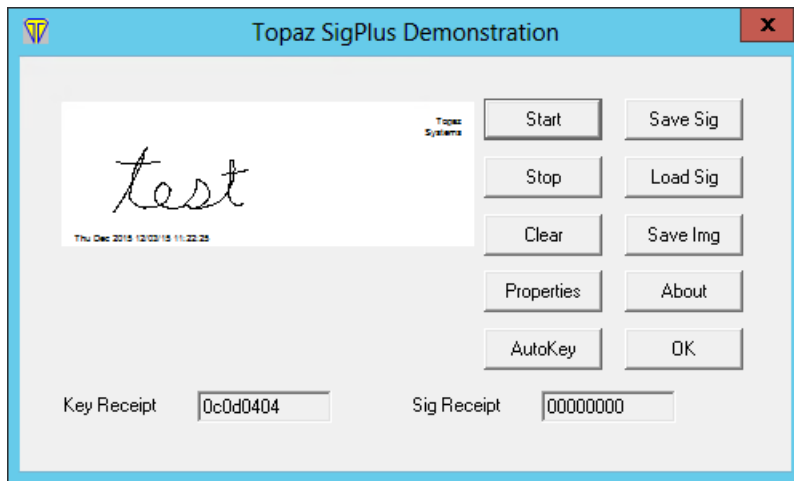 Topaz SigPlus Demonstration
x
Topaz
Systems
test
Thu Dec 2015 12/03/15 11:22:25
Start
Save Sig
Stop
Load Sig
Clear
Save Img
Properties
About
AutoKey
OK
Key Receipt
0c0d0404
Sig Receipt
00000000